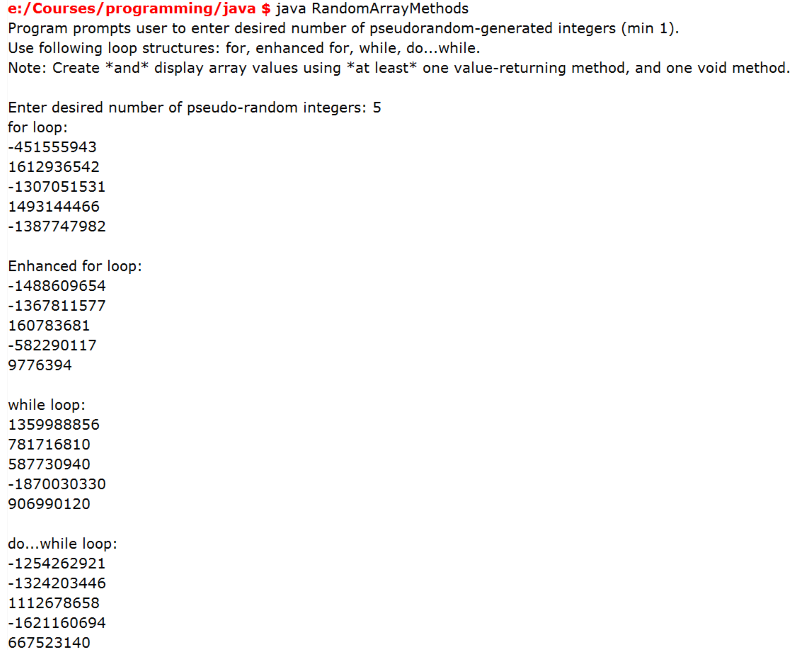 e:/Courses/programming/java $ java RandomArrayMethods
Program prompts user to enter desired number of pseudorandom-generated integers (min 1).
Use following loop structures: for, enhanced for, while, do...while.
Note: Create *and* display array values using *at least* one value-returning method, and one void method.
Enter desired number of pseudo-random integers: 5
for loop:
-451555943
1612936542
-1307051531
1493144466
-1387747982
Enhanced for loop:
-1488609654
-1367811577
160783681
-582290117
9776394
while loop:
1359988856
781716810
587730940
-1870030330
906990120
do...while loop:
-1254262921
-1324203446
1112678658
-1621160694
667523140